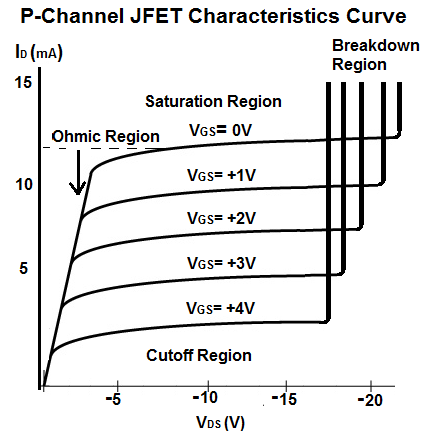 P-Channel JFET Characteristics Curve
ID (mA)
Breakdown
Region
15
Saturation Region
VGS= 0V
Ohmic Region
10
VGS= +1V
VGS= +2V
5
VGS= +3V
VGS= +4V
Cutoff Region
-5
-10
-15
-20
VDS (V)